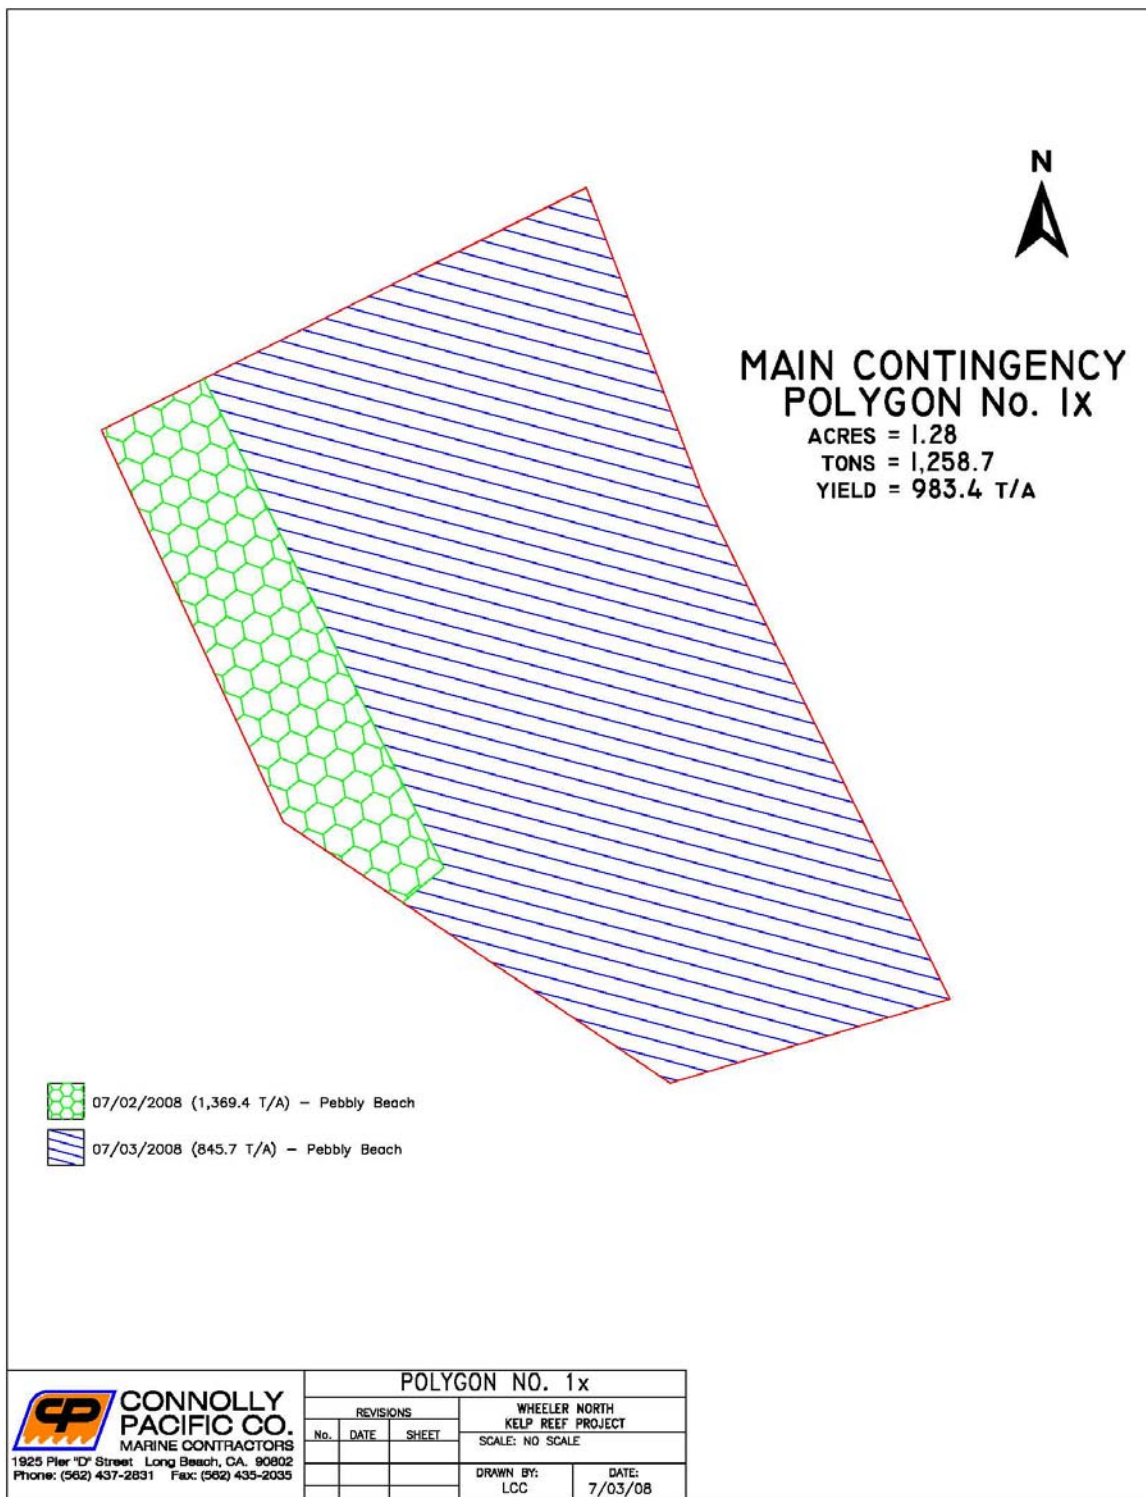 N
MAIN CONTINGENCY
POLYGON No. 1x
ACRES = 1.28
TONS = 1,258.7
YIELD = 983.4 T/A
07/02/2008 (1,369.4 T/A) – Pebbly Beach
07/03/2008 (845.7 T/A) – Pebbly Beach
CP
CONNOLLY
PACIFIC CO.
MARINE CONTRACTORS
1925 Pier "D" Street Long Beach, CA. 90802
Phone: (562) 437-2831 Fax: (562) 435-2035
POLYGON NO. 1x
REVISIONS
No. DATE SHEET
WHEELER NORTH
KELP REEF PROJECT
SCALE: NO SCALE
DRAWN BY:
LCC
DATE:
7/03/08